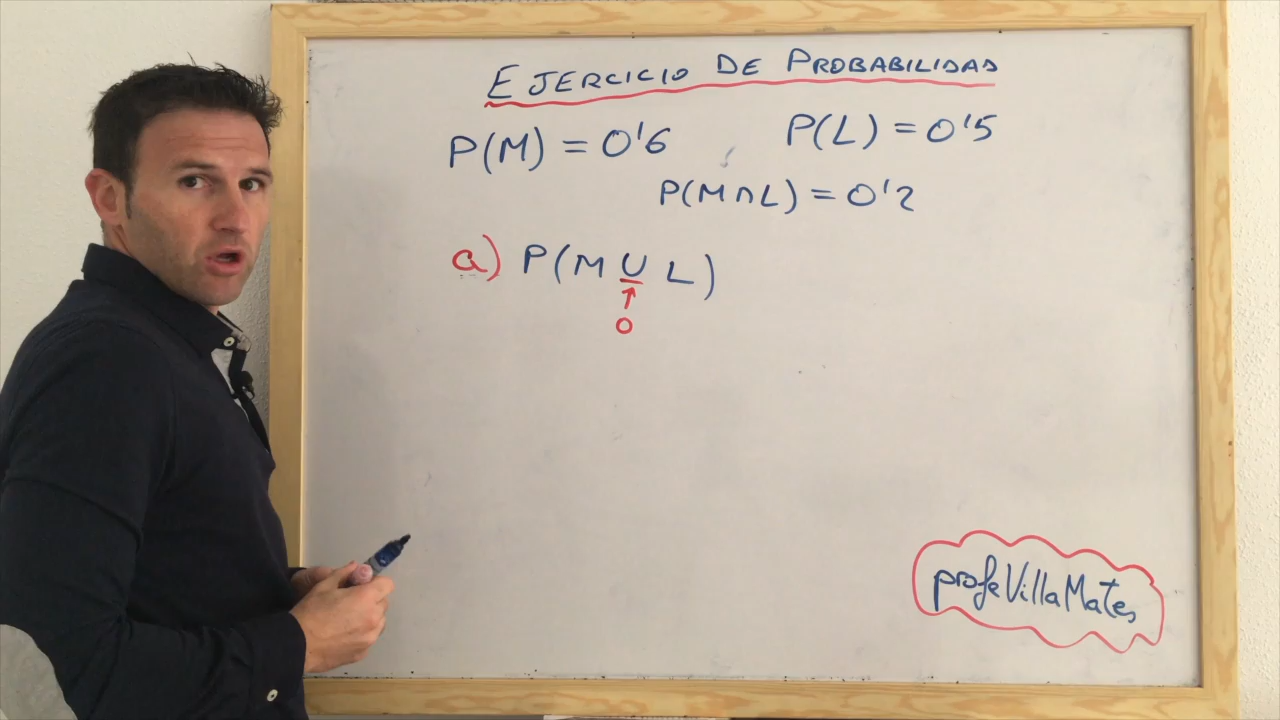 EJERCICIO DE PROBABILIDAD
P(M) = 0'6 , P(L) = 0'5
P(M∩L) = 0'2
a) P(M U L)
o
profeVillaMates